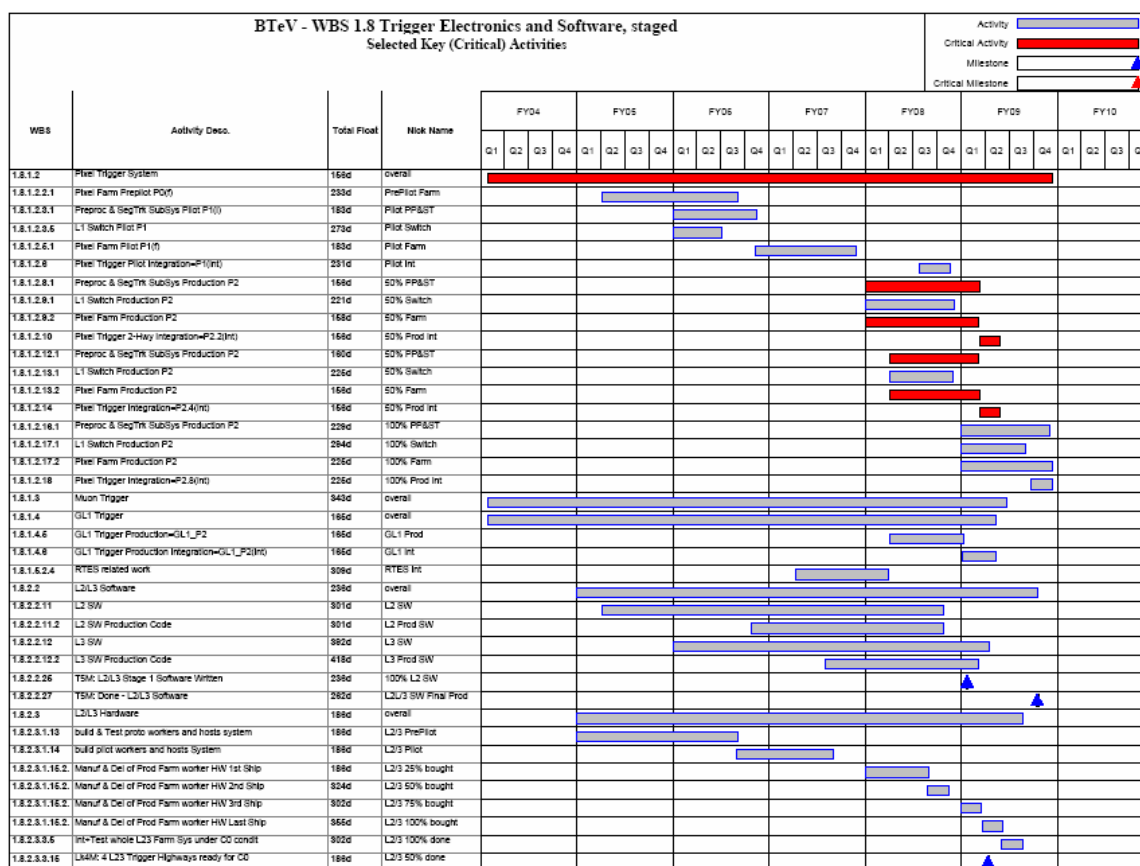 BTeV - WBS 1.8 Trigger Electronics and Software, staged
Selected Key (Critical) Activities
Activity
Critical Activity
Milestone
Critical Milestone
WBS Activity Desc. Total Float Nick Name FY04 FY05 FY06 FY07 FY08 FY09 FY10
Q1 Q2 Q3 Q4 Q1 Q2 Q3 Q4 Q1 Q2 Q3 Q4 Q1 Q2 Q3 Q4 Q1 Q2 Q3 Q4 Q1 Q2 Q3 Q4 Q1 Q2 Q3
1.8.1.2 Pixel Trigger System 156d overall
1.8.1.2.2.1 Pixel Farm Prepilot P0(f) 233d PrePilot Farm
1.8.1.2.3.1 Preproc & SegTrk SubSys Pilot P1(i) 183d Pilot PP&ST
1.8.1.2.3.5 L1 Switch Pilot P1 273d Pilot Switch
1.8.1.2.5.1 Pixel Farm Pilot P1(f) 183d Pilot Farm
1.8.1.2.6 Pixel Trigger Pilot Integration=P1(int) 231d Pilot Int
1.8.1.2.8.1 Preproc & SegTrk SubSys Production P2 156d 50% PP&ST
1.8.1.2.9.1 L1 Switch Production P2 221d 50% Switch
1.8.1.2.9.2 Pixel Farm Production P2 158d 50% Farm
1.8.1.2.10 Pixel Trigger 2-Hwy Integration=P2.2(int) 156d 50% Prod Int
1.8.1.2.12.1 Preproc & SegTrk SubSys Production P2 160d 50% PP&ST
1.8.1.2.13.1 L1 Switch Production P2 225d 50% Switch
1.8.1.2.13.2 Pixel Farm Production P2 156d 50% Farm
1.8.1.2.14 Pixel Trigger Integration=P2.4(int) 156d 50% Prod Int
1.8.1.2.16.1 Preproc & SegTrk SubSys Production P2 229d 100% PP&ST
1.8.1.2.17.1 L1 Switch Production P2 294d 100% Switch
1.8.1.2.17.2 Pixel Farm Production P2 225d 100% Farm
1.8.1.2.18 Pixel Trigger Integration=P2.8(int) 225d 100% Prod Int
1.8.1.3 Muon Trigger 343d overall
1.8.1.4 GL1 Trigger 165d overall
1.8.1.4.5 GL1 Trigger Production=GL1_P2 165d GL1 Prod
1.8.1.4.6 GL1 Trigger Production Integration=GL1_P2(int) 165d GL1 Int
1.8.1.5.2.4 RTES related work 309d RTES Int
1.8.2.2 L2/L3 Software 236d overall
1.8.2.2.11 L2 SW 301d L2 SW
1.8.2.2.11.2 L2 SW Production Code 301d L2 Prod SW
1.8.2.2.12 L3 SW 392d L3 SW
1.8.2.2.12.2 L3 SW Production Code 418d L3 Prod SW
1.8.2.2.26 T5M: L2/L3 Stage 1 Software Written 236d 100% L2 SW
1.8.2.2.27 T5M: Done - L2/L3 Software 262d L2L/3 SW Final Prod
1.8.2.3 L2/L3 Hardware 186d overall
1.8.2.3.1.13 build & Test proto workers and hosts system 186d L2/3 PrePilot
1.8.2.3.1.14 build pilot workers and hosts System 186d L2/3 Pilot
1.8.2.3.1.15.2. Manuf & Del of Prod Farm worker HW 1st Ship 186d L2/3 25% bought
1.8.2.3.1.15.2. Manuf & Del of Prod Farm worker HW 2nd Ship 324d L2/3 50% bought
1.8.2.3.1.15.2. Manuf & Del of Prod Farm worker HW 3rd Ship 302d L2/3 75% bought
1.8.2.3.1.15.2. Manuf & Del of Prod Farm worker HW Last Ship 355d L2/3 100% bought
1.8.2.3.3.5 Int+Test whole L23 Farm Sys under C0 condit 302d L2/3 100% done
1.8.2.3.3.15 Lk4M: 4 L23 Trigger Highways ready for C0 186d L2/3 50% done